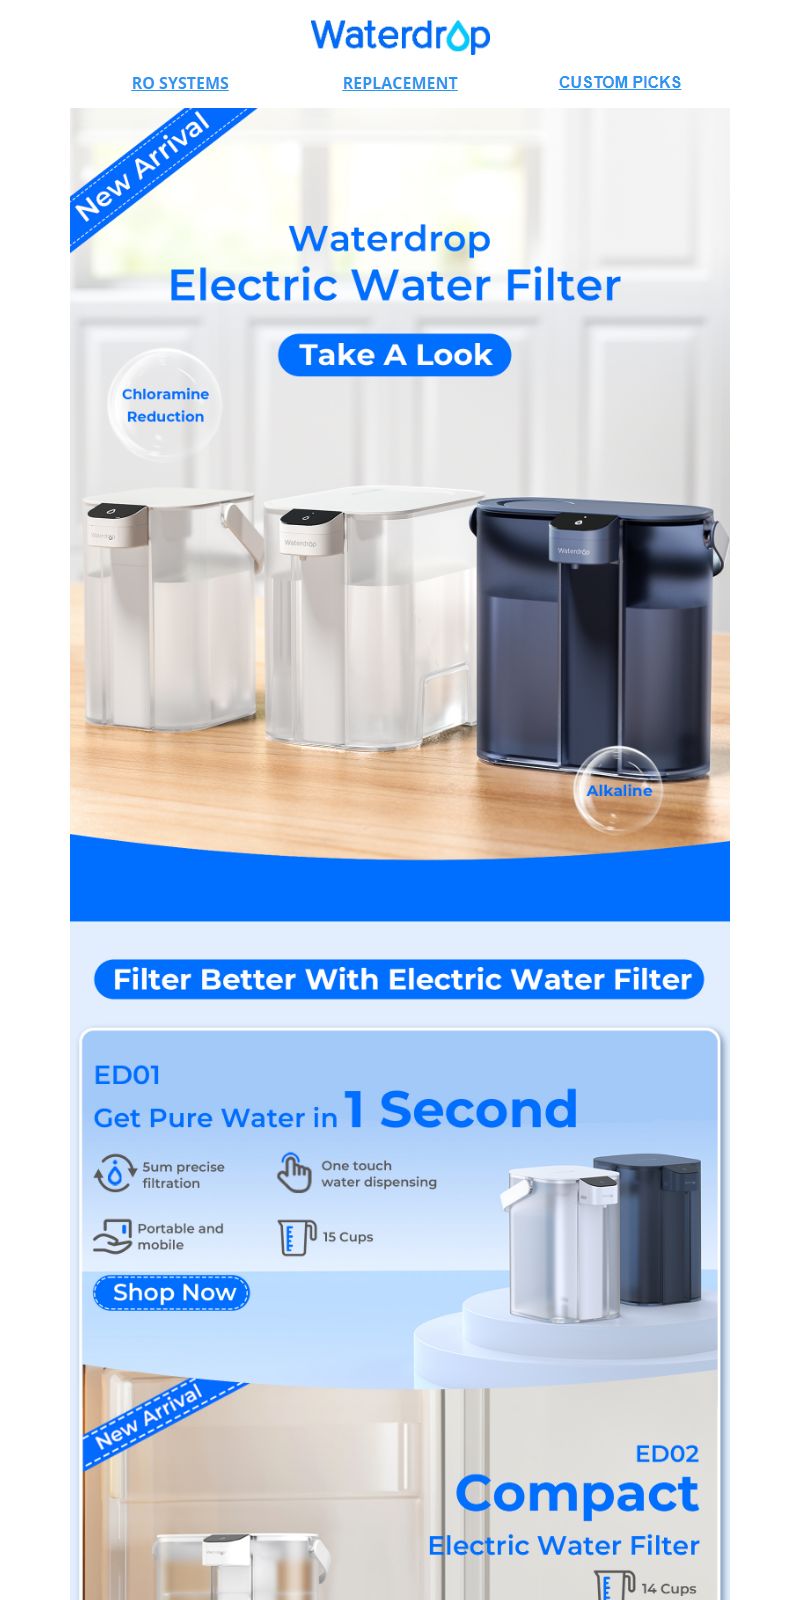 Waterdrop
RO SYSTEMS
REPLACEMENT
CUSTOM PICKS
New Arrival
Waterdrop
Electric Water Filter
Take A Look
Chloramine
Reduction
Waterdrop
Waterdrop
Waterdrop
Alkaline
Filter Better With Electric Water Filter
ED01
Get Pure Water in 1 Second
5um precise
filtration
One touch
water dispensing
Portable and
mobile
15 Cups
Shop Now
New Arrival
ED02
Compact
Electric Water Filter
Waterdrop
14 Cups